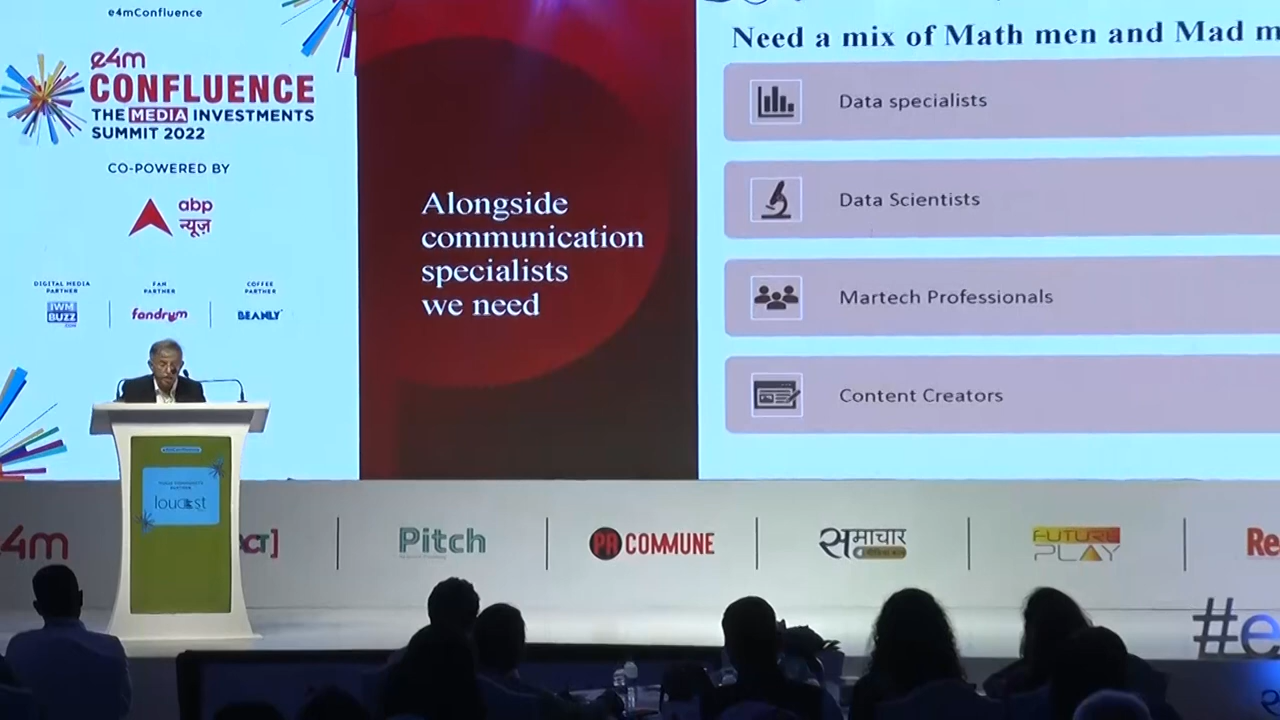 e4mConfluence
e4m
CONFLUENCE
THE MEDIA INVESTMENTS
SUMMIT 2022
CO-POWERED BY
abp
न्यूज़
DIGITAL MEDIA
PARTNER
IWM
BUZZ
FAN
PARTNER
fandrum
COFFEE
PARTNER
BEANLY
Alongside
communication
specialists
we need
Need a mix of Math men and Mad m
Data specialists
Data Scientists
Martech Professionals
Content Creators
4m
Pitch
PR COMMUNE
समाचार
FUTURE
PLAY
Re
#e